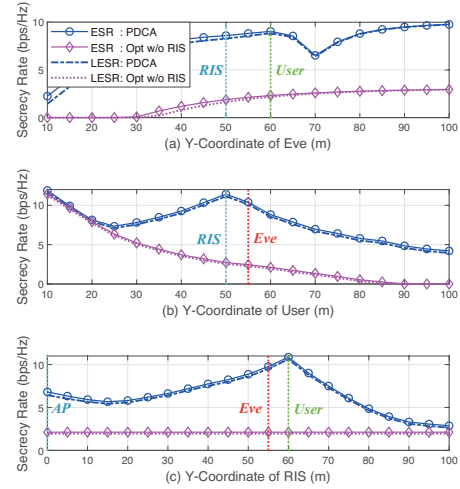 Secrecy Rate (bps/Hz)
10
5
0
ESR : PDCA
ESR : Opt w/o RIS
LESR: PDCA
LESR: Opt w/o RIS
RIS
User
10 20 30 40 50 60 70 80 90 100
(a) Y-Coordinate of Eve (m)
Secrecy Rate (bps/Hz)
10
5
0
RIS
Eve
10 20 30 40 50 60 70 80 90 100
(b) Y-Coordinate of User (m)
Secrecy Rate (bps/Hz)
10
5
0
AP
Eve
User
0 10 20 30 40 50 60 70 80 90 100
(c) Y-Coordinate of RIS (m)